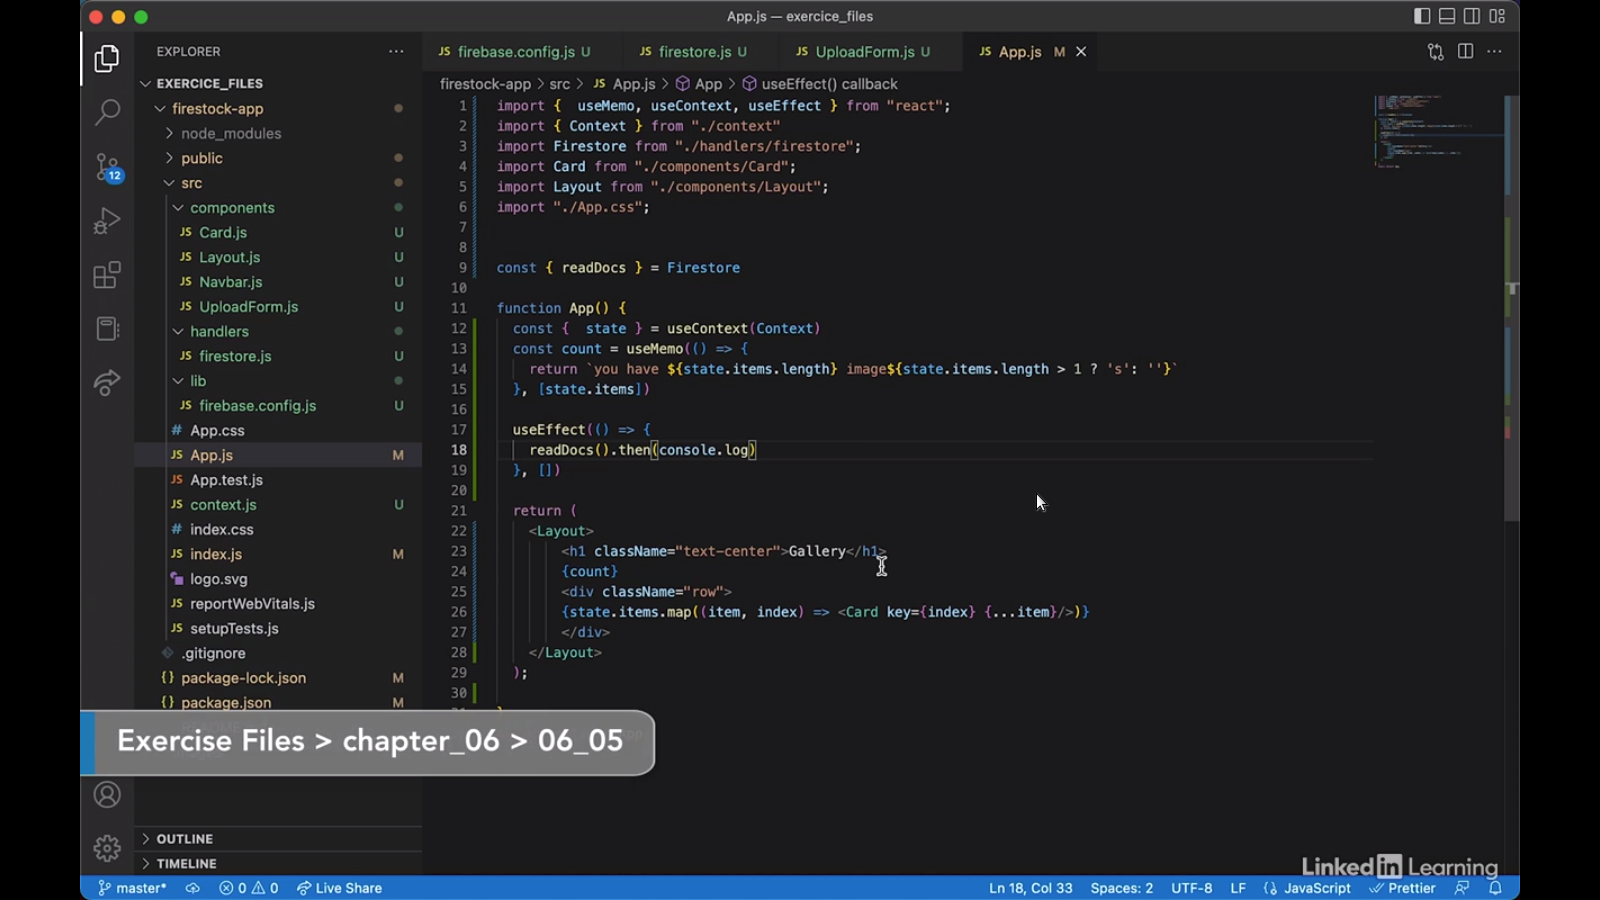 App.js — exercice_files
EXPLORER
EXERCICE_FILES
firestock-app
node_modules
public
src
components
JS Card.js U
JS Layout.js U
JS Navbar.js U
JS UploadForm.js U
handlers
JS firestore.js U
lib
JS firebase.config.js U
# App.css
JS App.js M
JS App.test.js
JS context.js U
# index.css
JS index.js M
logo.svg
JS reportWebVitals.js
JS setupTests.js
.gitignore
{} package-lock.json M
{} package.json M
OUTLINE
TIMELINE
12
JS firebase.config.js U JS firestore.js U JS UploadForm.js U JS App.js M
firestock-app > src > JS App.js > App > useEffect() callback
1 import {  useMemo, useContext, useEffect } from "react";
2 import { Context } from "./context"
3 import Firestore from "./handlers/firestore";
4 import Card from "./components/Card";
5 import Layout from "./components/Layout";
6 import "./App.css";
7
8
9 const { readDocs } = Firestore
10
11 function App() {
12 const {  state } = useContext(Context)
13 const count = useMemo(() => {
14 return `you have ${state.items.length} image${state.items.length > 1 ? 's': ''}`
15 }, [state.items])
16
17 useEffect(() => {
18 readDocs().then(console.log)
19 }, [])
20
21 return (
22 <Layout>
23 <h1 className="text-center">Gallery</h1>
24 {count}
25 <div className="row">
26 {state.items.map((item, index) => <Card key={index} {...item}/>)}
27 </div>
28 </Layout>
29 );
30
Exercise Files > chapter_06 > 06_05
LinkedIn Learning
master* 0 0 Live Share Ln 18, Col 33 Spaces: 2 UTF-8 LF {} JavaScript Prettier